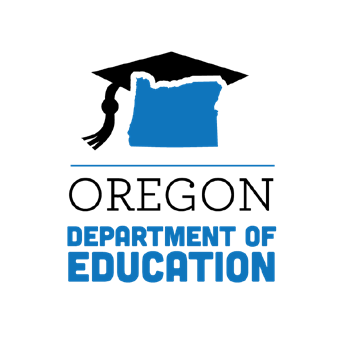 OREGON
DEPARTMENT OF
EDUCATION